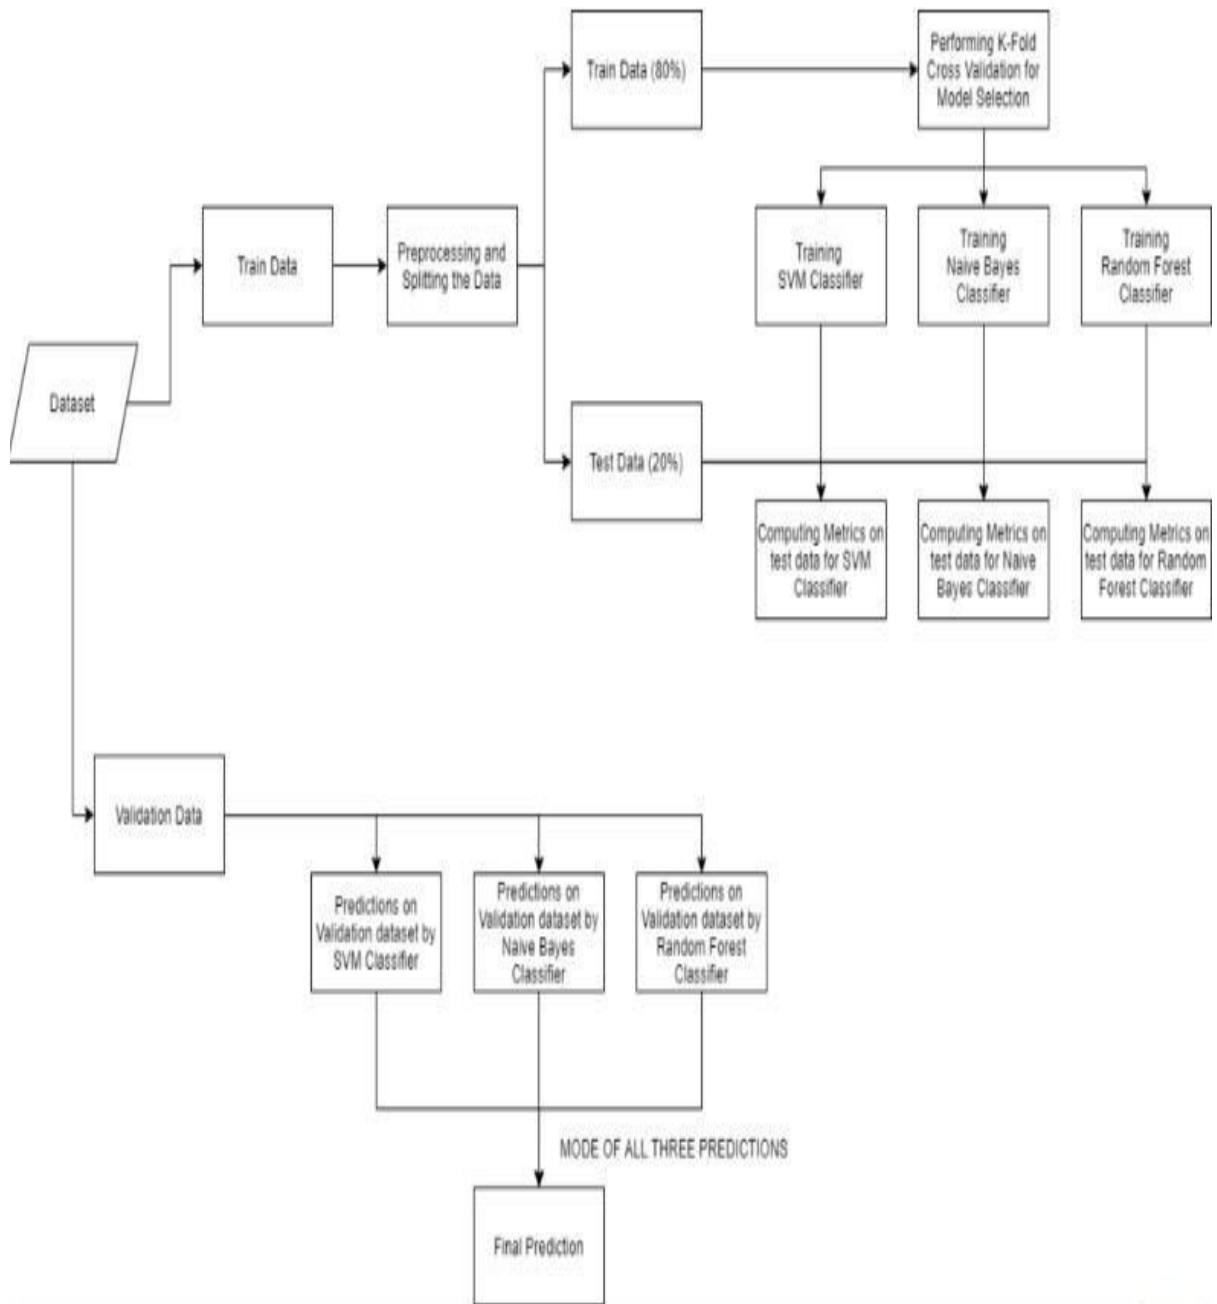 Train Data (80%)
Performing K-Fold
Cross Validation for
Model Selection
Train Data
Preprocessing and
Splitting the Data
Training
SVM Classifier
Training
Naive Bayes
Classifier
Training
Random Forest
Classifier
Dataset
Test Data (20%)
Computing Metrics on
test data for SVM
Classifier
Computing Metrics on
test data for Naive
Bayes Classifier
Computing Metrics on
test data for Random
Forest Classifier
Validation Data
Predictions on
Validation dataset by
SVM Classifier
Predictions on
Validation dataset by
Naive Bayes
Classifier
Predictions on
Validation dataset by
Random Forest
Classifier
MODE OF ALL THREE PREDICTIONS
Final Prediction